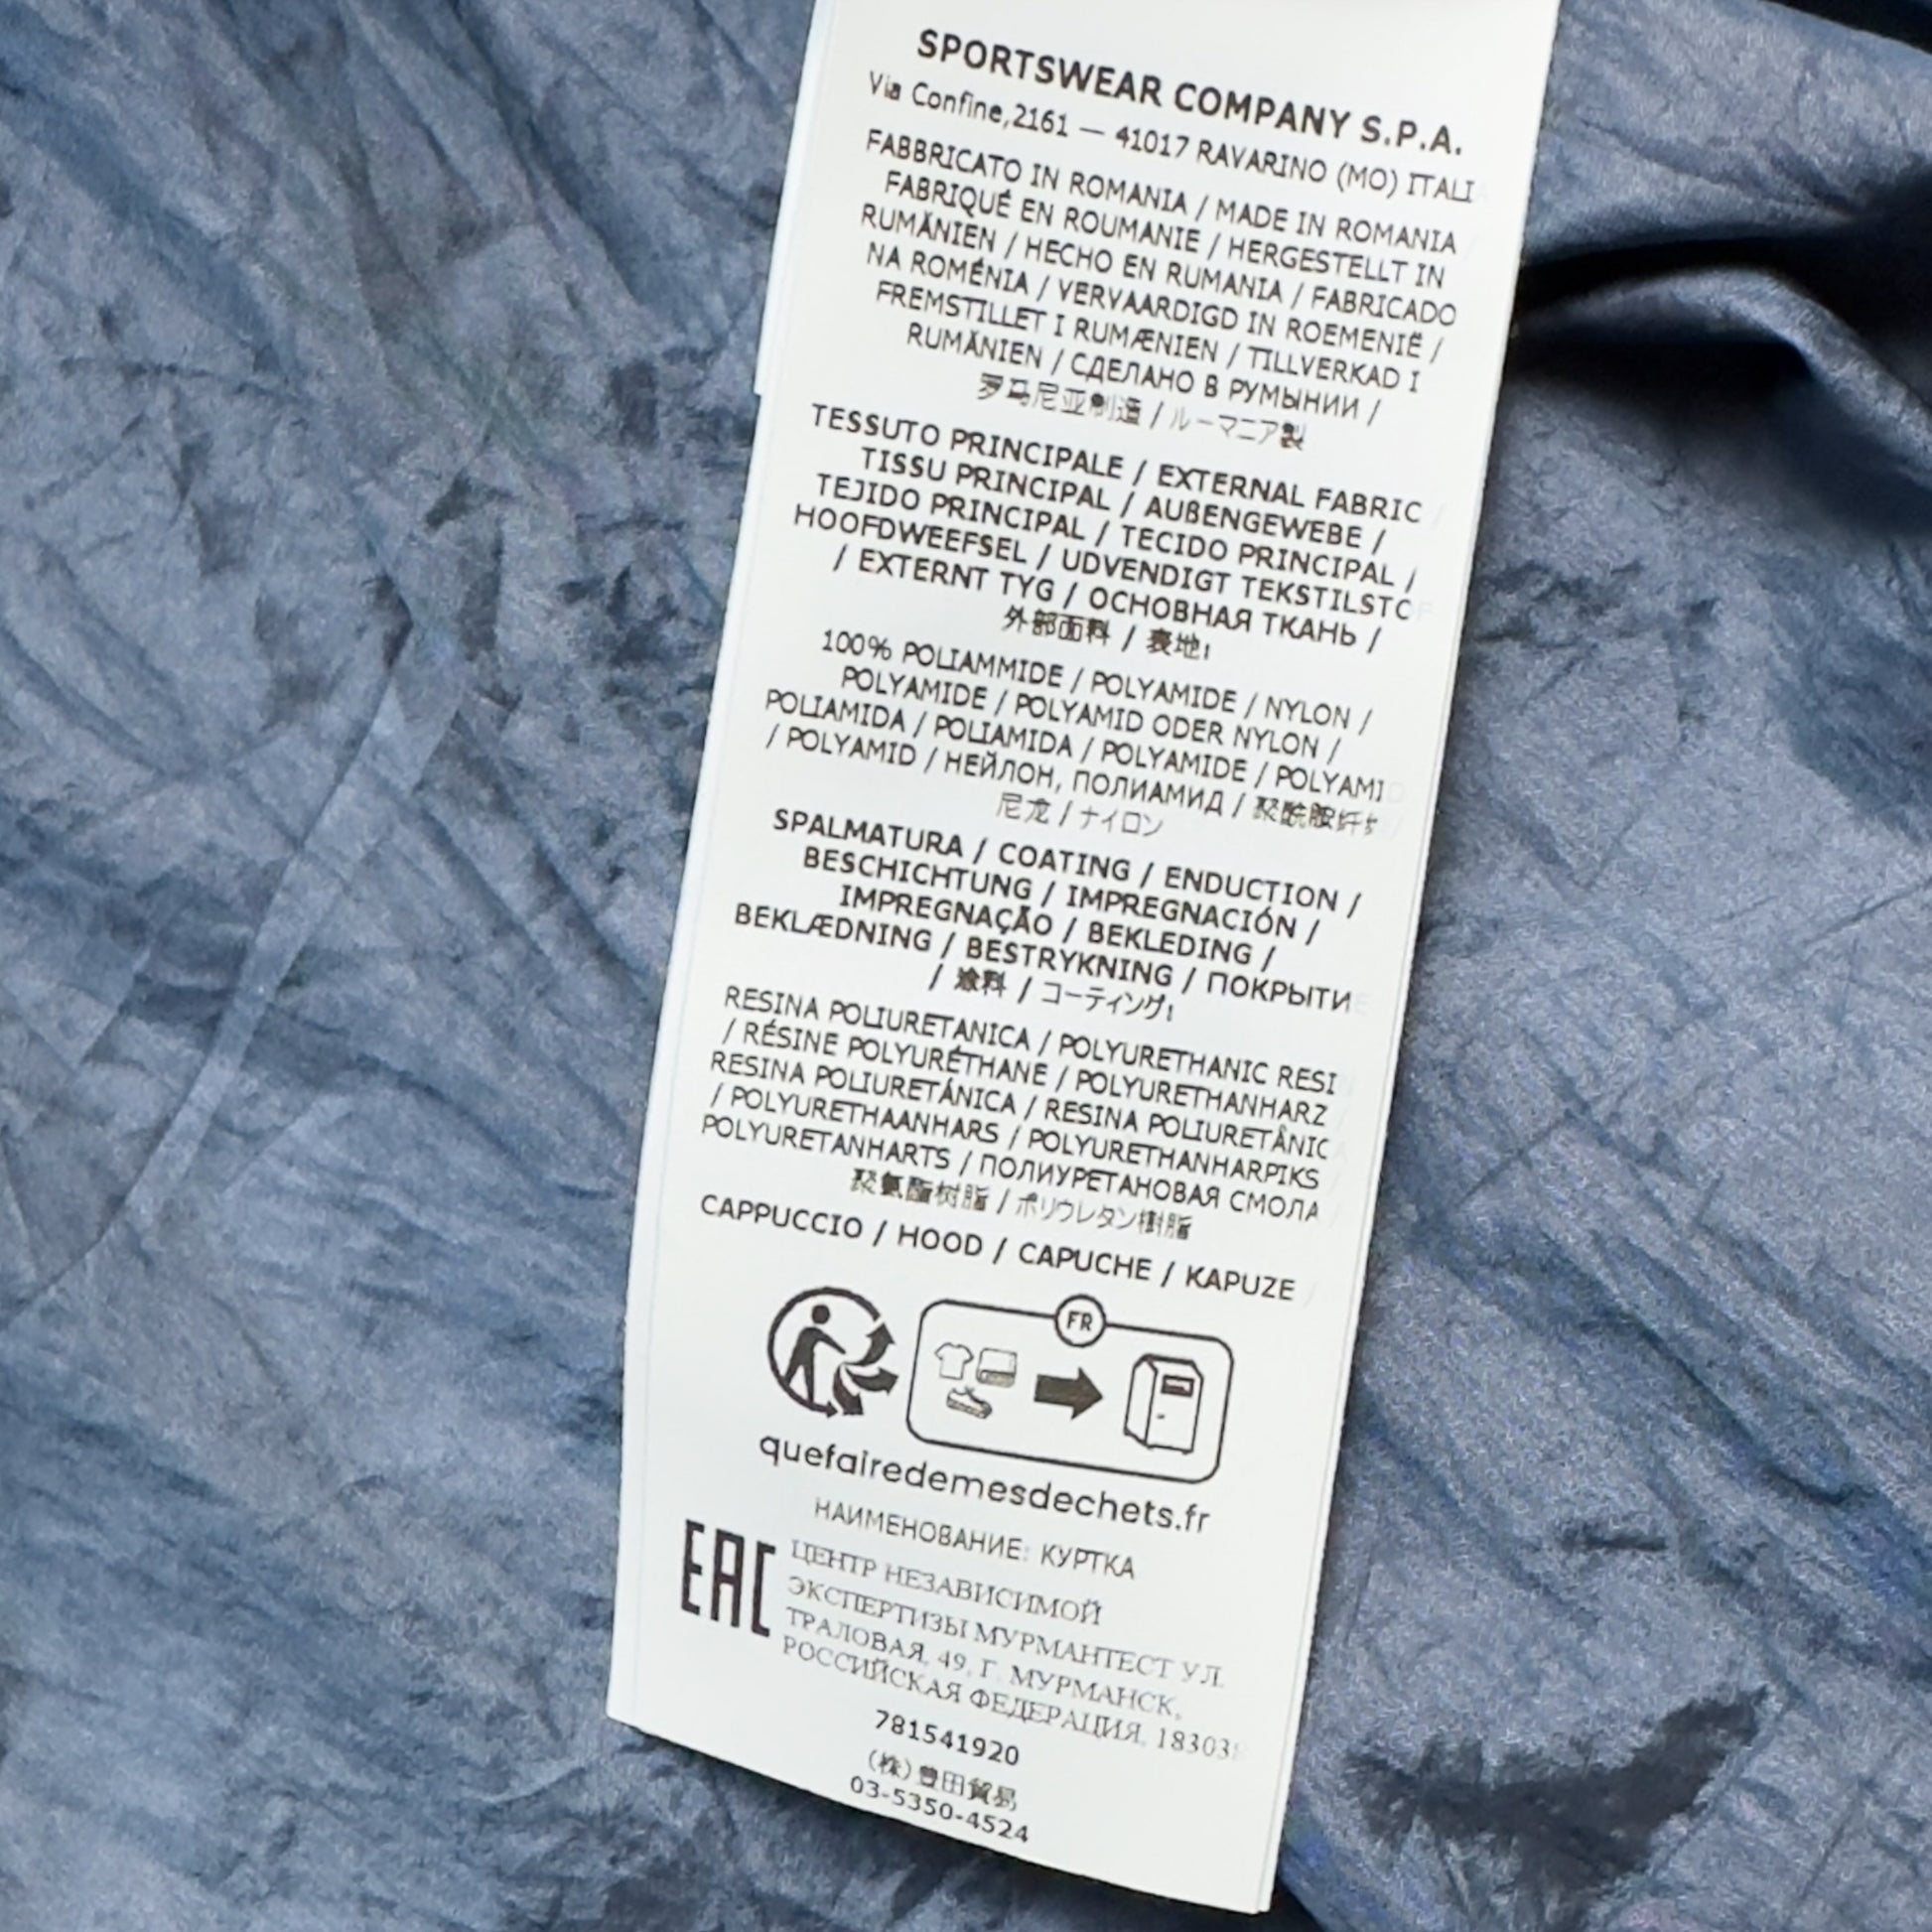 SPORTSWEAR COMPANY S.P.A.
Via Confine,2161 — 41017 RAVARINO (MO) ITALI
FABBRICATO IN ROMANIA / MADE IN ROMANIA /
FABRIQUÉ EN ROUMANIE / HERGESTELLT IN
RUMÄNIEN / HECHO EN RUMANIA / FABRICADO
NA ROMÉNIA / VERVAARDIGD IN ROEMENIË /
FREMSTILLET I RUMÆNIEN / TILLVERKAD I
RUMÄNIEN / СДЕЛАНО В РУМЫНИИ /
罗马尼亚制造 / ルーマニア製
TESSUTO PRINCIPALE / EXTERNAL FABRIC /
TISSU PRINCIPAL / AUßENGEWEBE /
TEJIDO PRINCIPAL / TECIDO PRINCIPAL /
HOOFDWEEFSEL / UDVENDIGT TEKSTILSTOF
/ EXTERNT TYG / ОСНОВНАЯ ТКАНЬ /
外部面料 / 表地:
100% POLIAMMIDE / POLYAMIDE / NYLON /
POLYAMIDE / POLYAMID ODER NYLON /
POLIAMIDA / POLIAMIDA / POLYAMIDE / POLYAMID
/ POLYAMID / НЕЙЛОН, ПОЛИАМИД / 聚酰胺纤维/
尼龙 / ナイロン
SPALMATURA / COATING / ENDUCTION /
BESCHICHTUNG / IMPREGNACIÓN /
IMPREGNAÇÃO / BEKLEDING /
BEKLÆDNING / BESTRYKNING / ПОКРЫТИЕ
/ 涂料 / コーティング:
RESINA POLIURETANICA / POLYURETHANIC RESI
/ RÉSINE POLYURÉTHANE / POLYURETHANHARZ /
RESINA POLIURETÁNICA / RESINA POLIURETÂNICA
/ POLYURETHAANHARS / POLYURETHANHARPIKS /
POLYURETANHARTS / ПОЛИУРЕТАНОВАЯ СМОЛА /
聚氨酯树脂 / ポリウレタン樹脂
CAPPUCCIO / HOOD / CAPUCHE / KAPUZE /
FR
quefairedemesdechets.fr
НАИМЕНОВАНИЕ: КУРТКА
EAC
ЦЕНТР НЕЗАВИСИМОЙ
ЭКСПЕРТИЗЫ МУРМАНТЕСТ УЛ.
ТРАЛОВАЯ, 49, Г. МУРМАНСК,
РОССИЙСКАЯ ФЕДЕРАЦИЯ, 183038
781541920
(株)豊田貿易
03-5350-4524